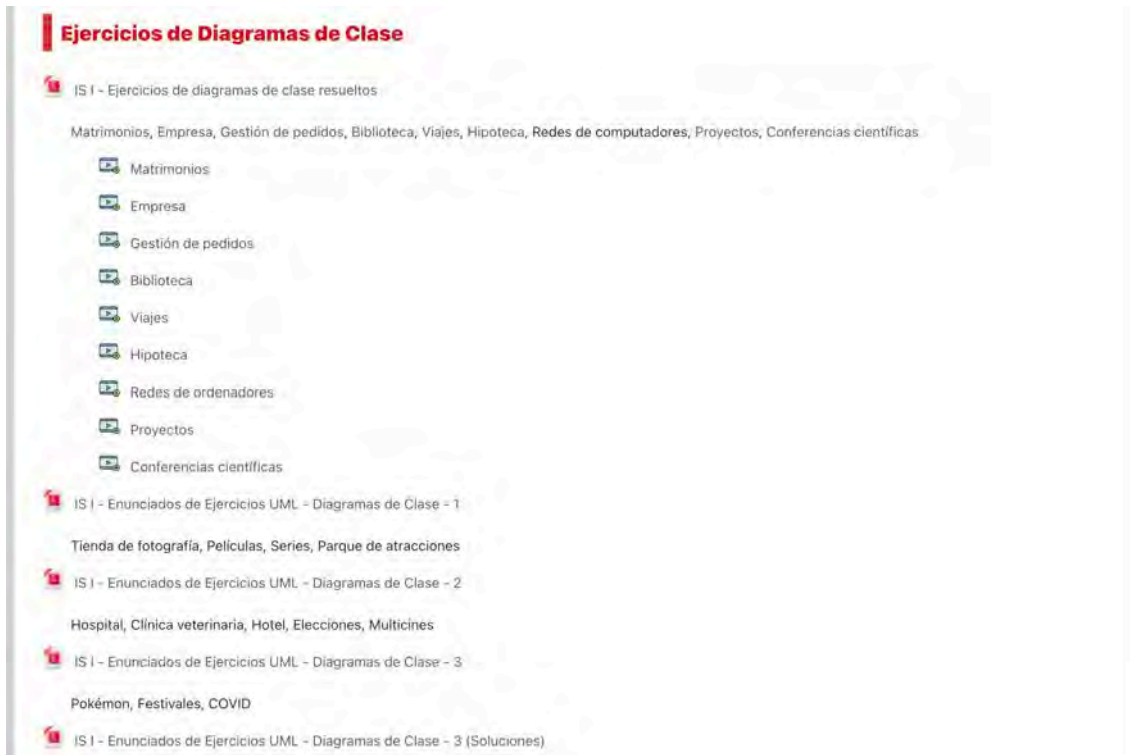 Ejercicios de Diagramas de Clase
IS I - Ejercicios de diagramas de clase resueltos
Matrimonios, Empresa, Gestión de pedidos, Biblioteca, Viajes, Hipoteca, Redes de computadores, Proyectos, Conferencias científicas
Matrimonios
Empresa
Gestión de pedidos
Biblioteca
Viajes
Hipoteca
Redes de ordenadores
Proyectos
Conferencias científicas
IS I - Enunciados de Ejercicios UML - Diagramas de Clase - 1
Tienda de fotografía, Películas, Series, Parque de atracciones
IS I - Enunciados de Ejercicios UML - Diagramas de Clase - 2
Hospital, Clínica veterinaria, Hotel, Elecciones, Multicines
IS I - Enunciados de Ejercicios UML - Diagramas de Clase - 3
Pokémon, Festivales, COVID
IS I - Enunciados de Ejercicios UML - Diagramas de Clase - 3 (Soluciones)